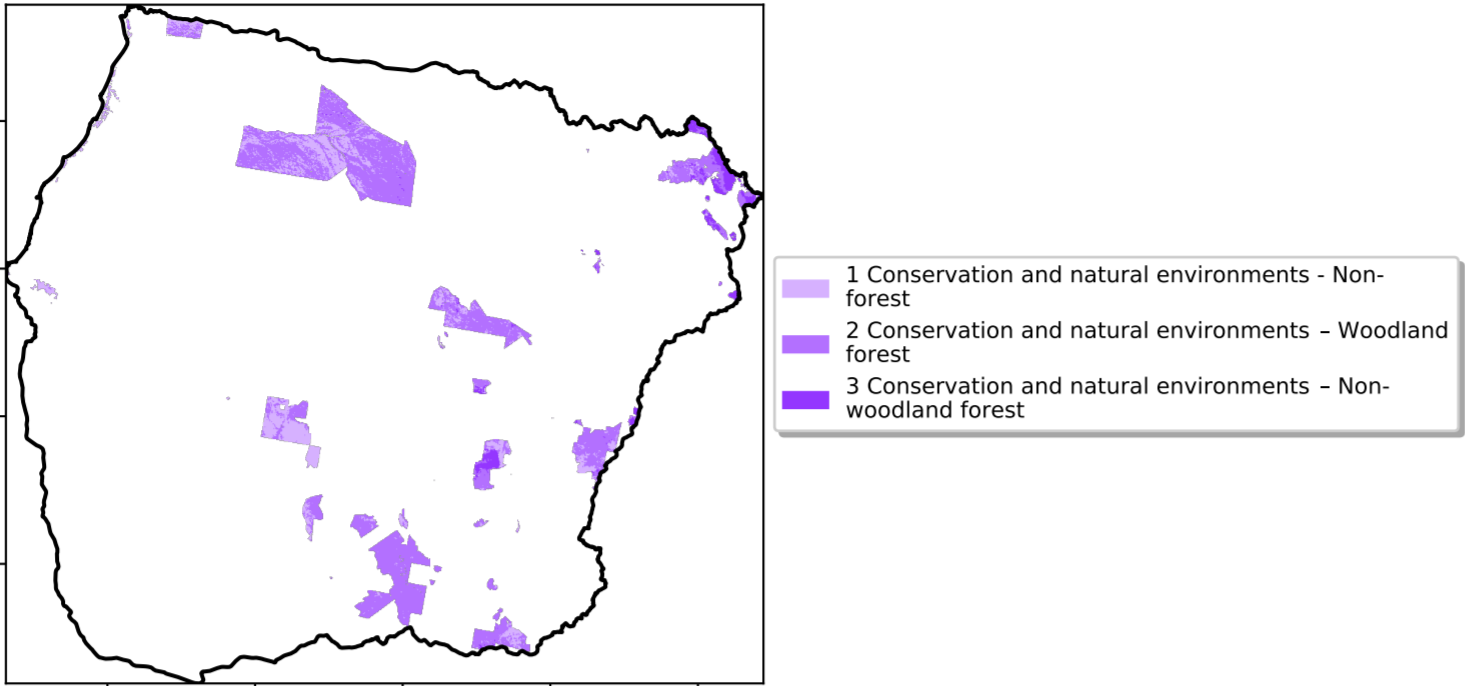 1 Conservation and natural environments - Non-
forest
2 Conservation and natural environments – Woodland
forest
3 Conservation and natural environments – Non-
woodland forest